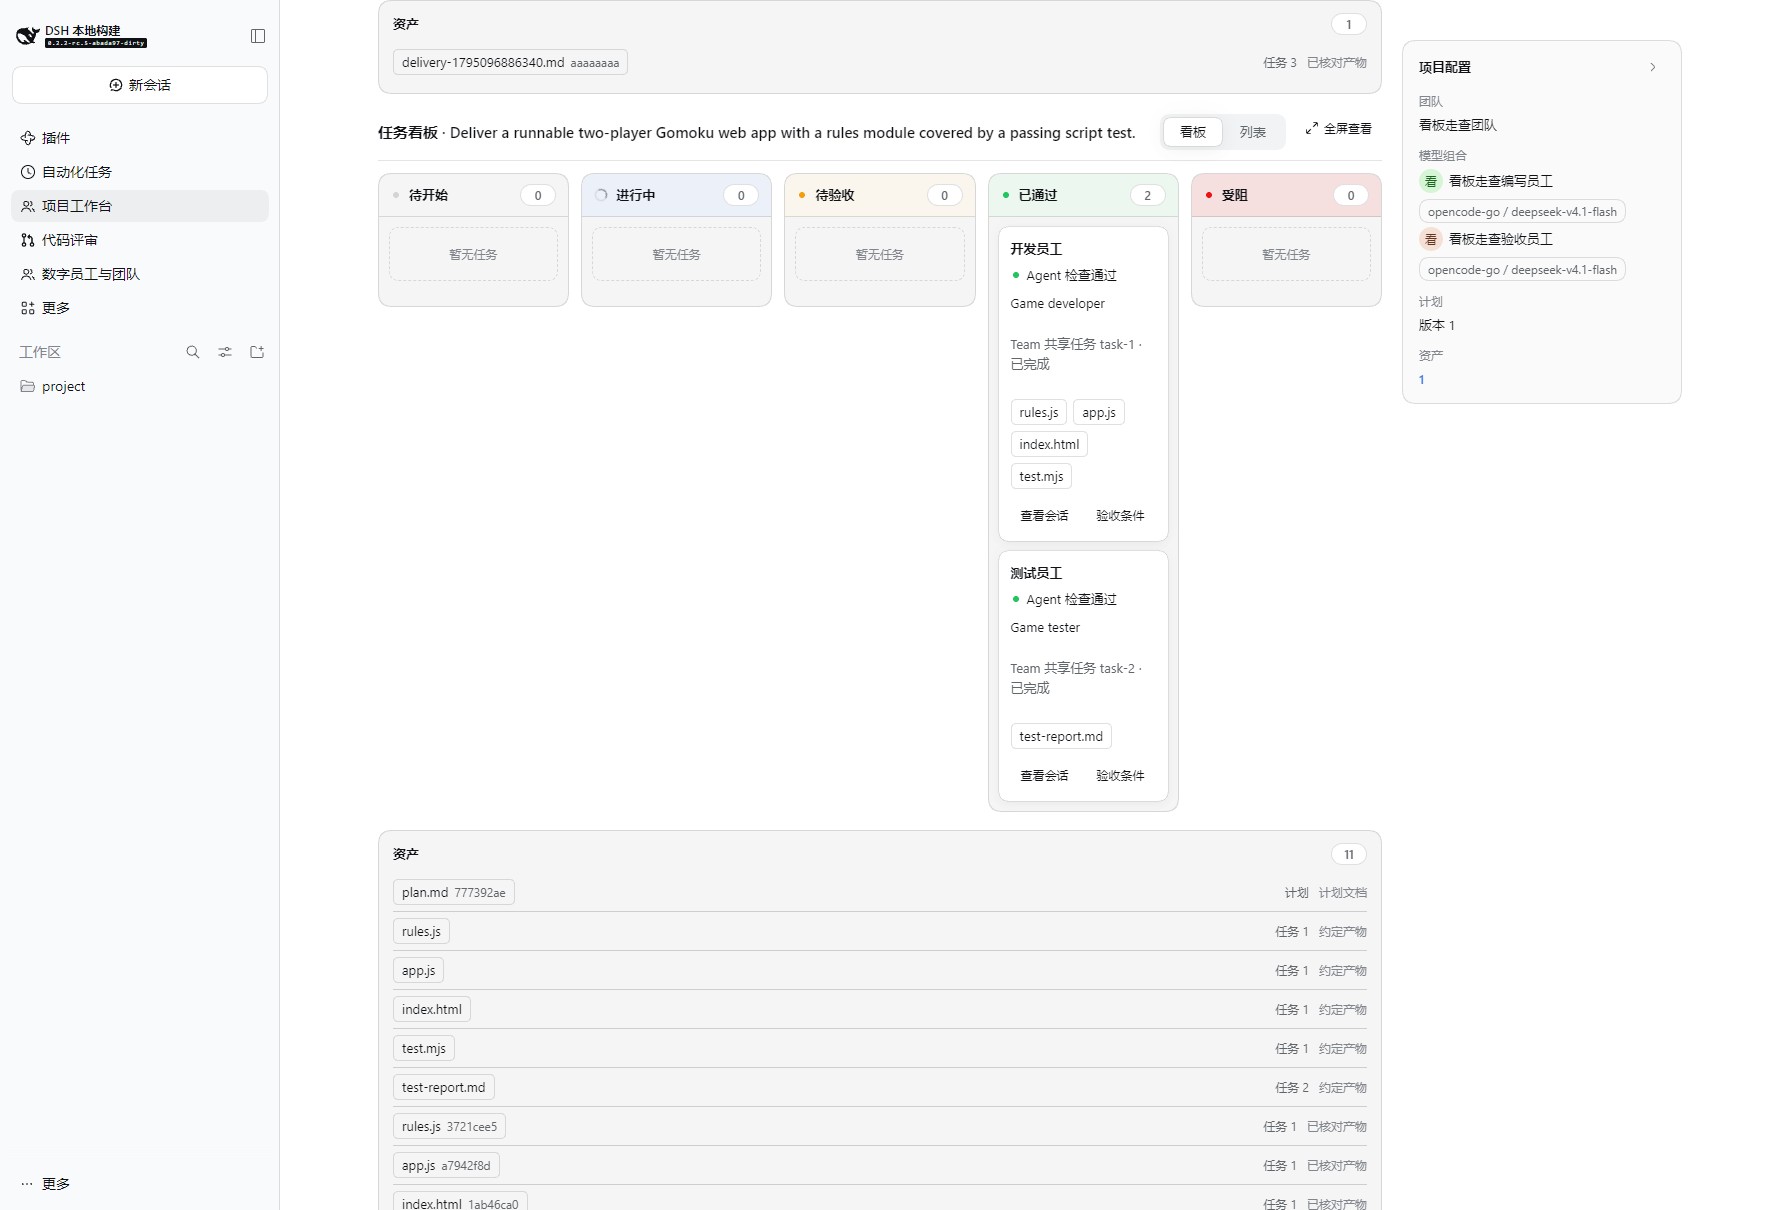 DSH 本地构建
0.3.2-rc.5-abada97-dirty
新会话
插件
自动化任务
项目工作台
代码评审
数字员工与团队
更多
工作区
project
更多
资产
1
delivery-1795096886340.md aaaaaaaa
任务 3 已核对产物
任务看板 · Deliver a runnable two-player Gomoku web app with a rules module covered by a passing script test.
看板
列表
全屏查看
待开始
0
暂无任务
进行中
0
暂无任务
待验收
0
暂无任务
已通过
2
开发员工
Agent 检查通过
Game developer
Team 共享任务 task-1 ·
已完成
rules.js app.js
index.html
test.mjs
查看会话 验收条件
测试员工
Agent 检查通过
Game tester
Team 共享任务 task-2 ·
已完成
test-report.md
查看会话 验收条件
受阻
0
暂无任务
资产
11
plan.md 777392ae
计划 计划文档
rules.js
任务 1 约定产物
app.js
任务 1 约定产物
index.html
任务 1 约定产物
test.mjs
任务 1 约定产物
test-report.md
任务 2 约定产物
rules.js 3721cee5
任务 1 已核对产物
app.js a7942f8d
任务 1 已核对产物
index.html 1ab46ca0
任务 1 已核对产物
项目配置
团队
看板走查团队
模型组合
看 看板走查编写员工
opencode-go / deepseek-v4.1-flash
看 看板走查验收员工
opencode-go / deepseek-v4.1-flash
计划
版本 1
资产
1